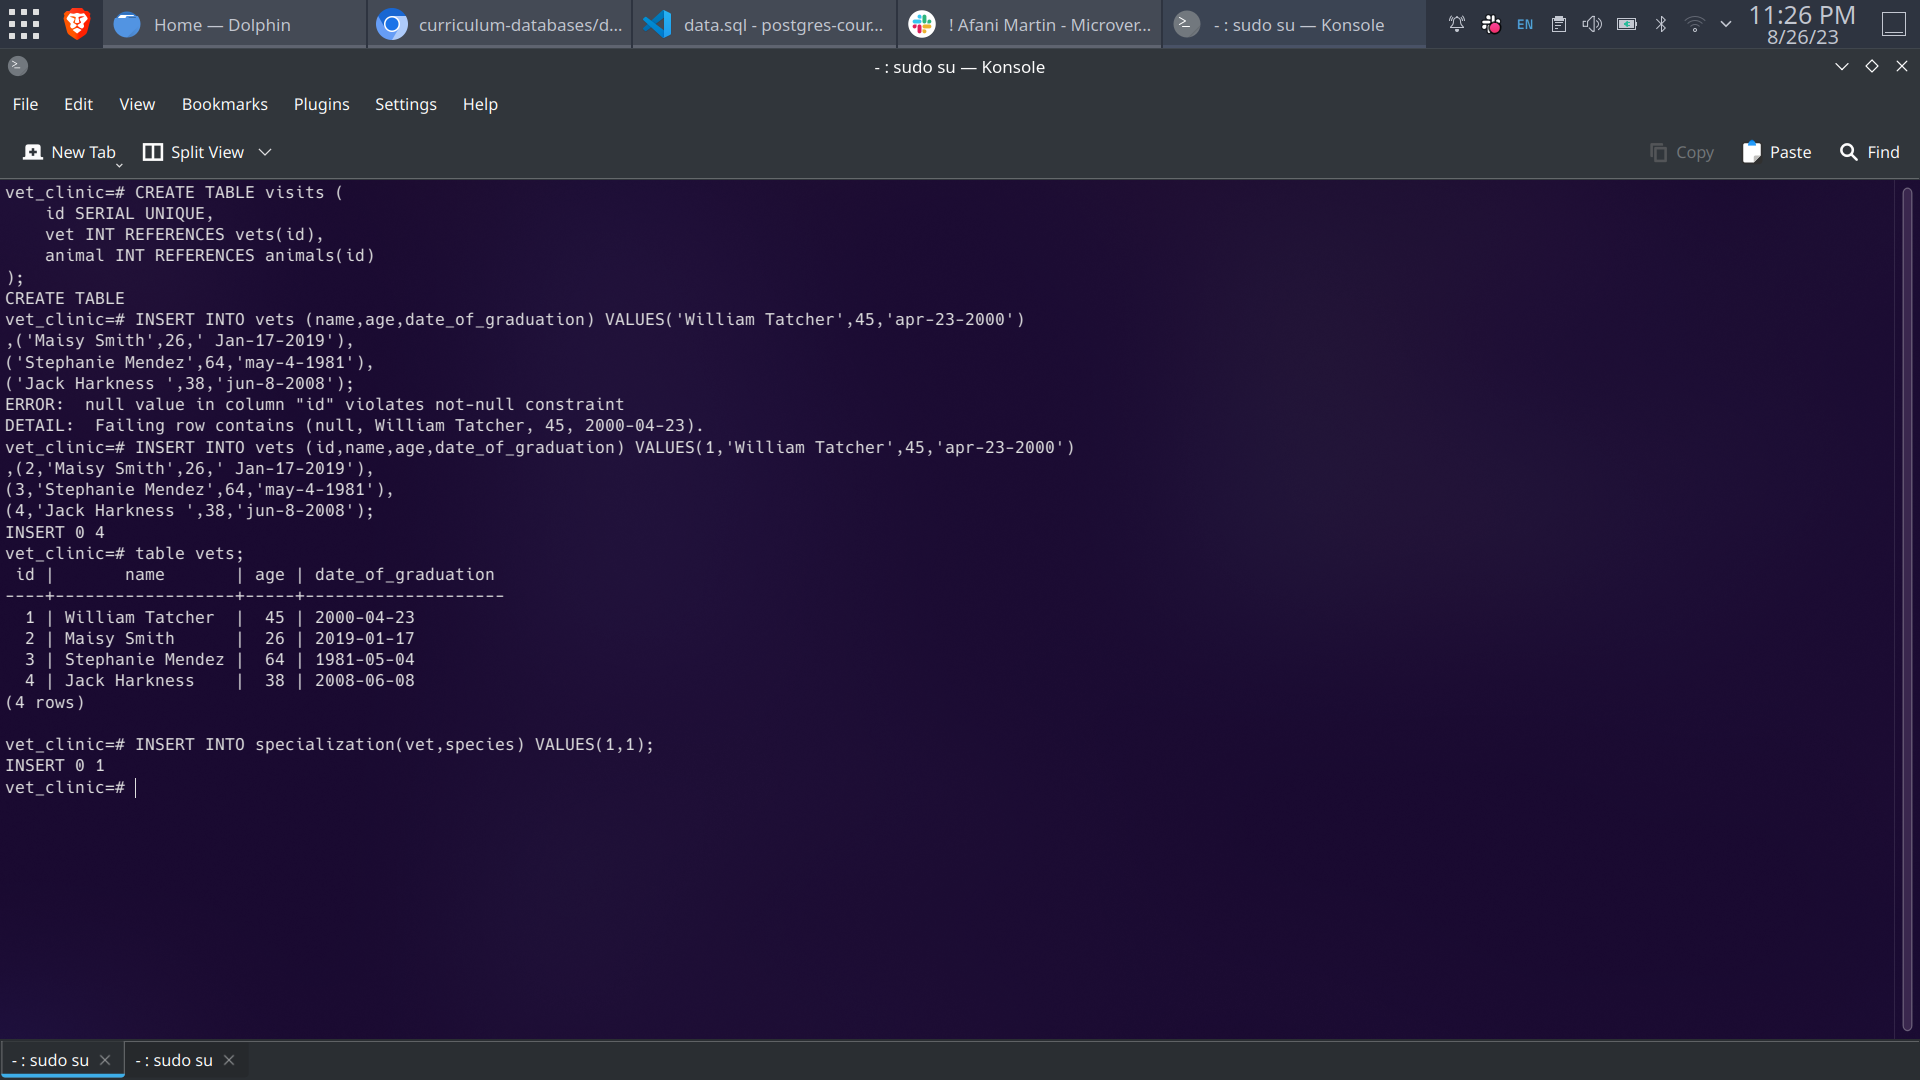 Home — Dolphin
curriculum-databases/d...
data.sql - postgres-cour...
! Afani Martin - Microver...
- : sudo su — Konsole
EN
11:26 PM
8/26/23
- : sudo su — Konsole
File Edit View Bookmarks Plugins Settings Help
New Tab Split View Copy Paste Find
vet_clinic=# CREATE TABLE visits (
    id SERIAL UNIQUE,
    vet INT REFERENCES vets(id),
    animal INT REFERENCES animals(id)
);
CREATE TABLE
vet_clinic=# INSERT INTO vets (name,age,date_of_graduation) VALUES('William Tatcher',45,'apr-23-2000')
,('Maisy Smith',26,' Jan-17-2019'),
('Stephanie Mendez',64,'may-4-1981'),
('Jack Harkness ',38,'jun-8-2008');
ERROR:  null value in column "id" violates not-null constraint
DETAIL:  Failing row contains (null, William Tatcher, 45, 2000-04-23).
vet_clinic=# INSERT INTO vets (id,name,age,date_of_graduation) VALUES(1,'William Tatcher',45,'apr-23-2000')
,(2,'Maisy Smith',26,' Jan-17-2019'),
(3,'Stephanie Mendez',64,'may-4-1981'),
(4,'Jack Harkness ',38,'jun-8-2008');
INSERT 0 4
vet_clinic=# table vets;
 id |       name       | age | date_of_graduation
----+------------------+-----+--------------------
  1 | William Tatcher  |  45 | 2000-04-23
  2 | Maisy Smith      |  26 | 2019-01-17
  3 | Stephanie Mendez |  64 | 1981-05-04
  4 | Jack Harkness    |  38 | 2008-06-08
(4 rows)
vet_clinic=# INSERT INTO specialization(vet,species) VALUES(1,1);
INSERT 0 1
vet_clinic=#
- : sudo su - : sudo su